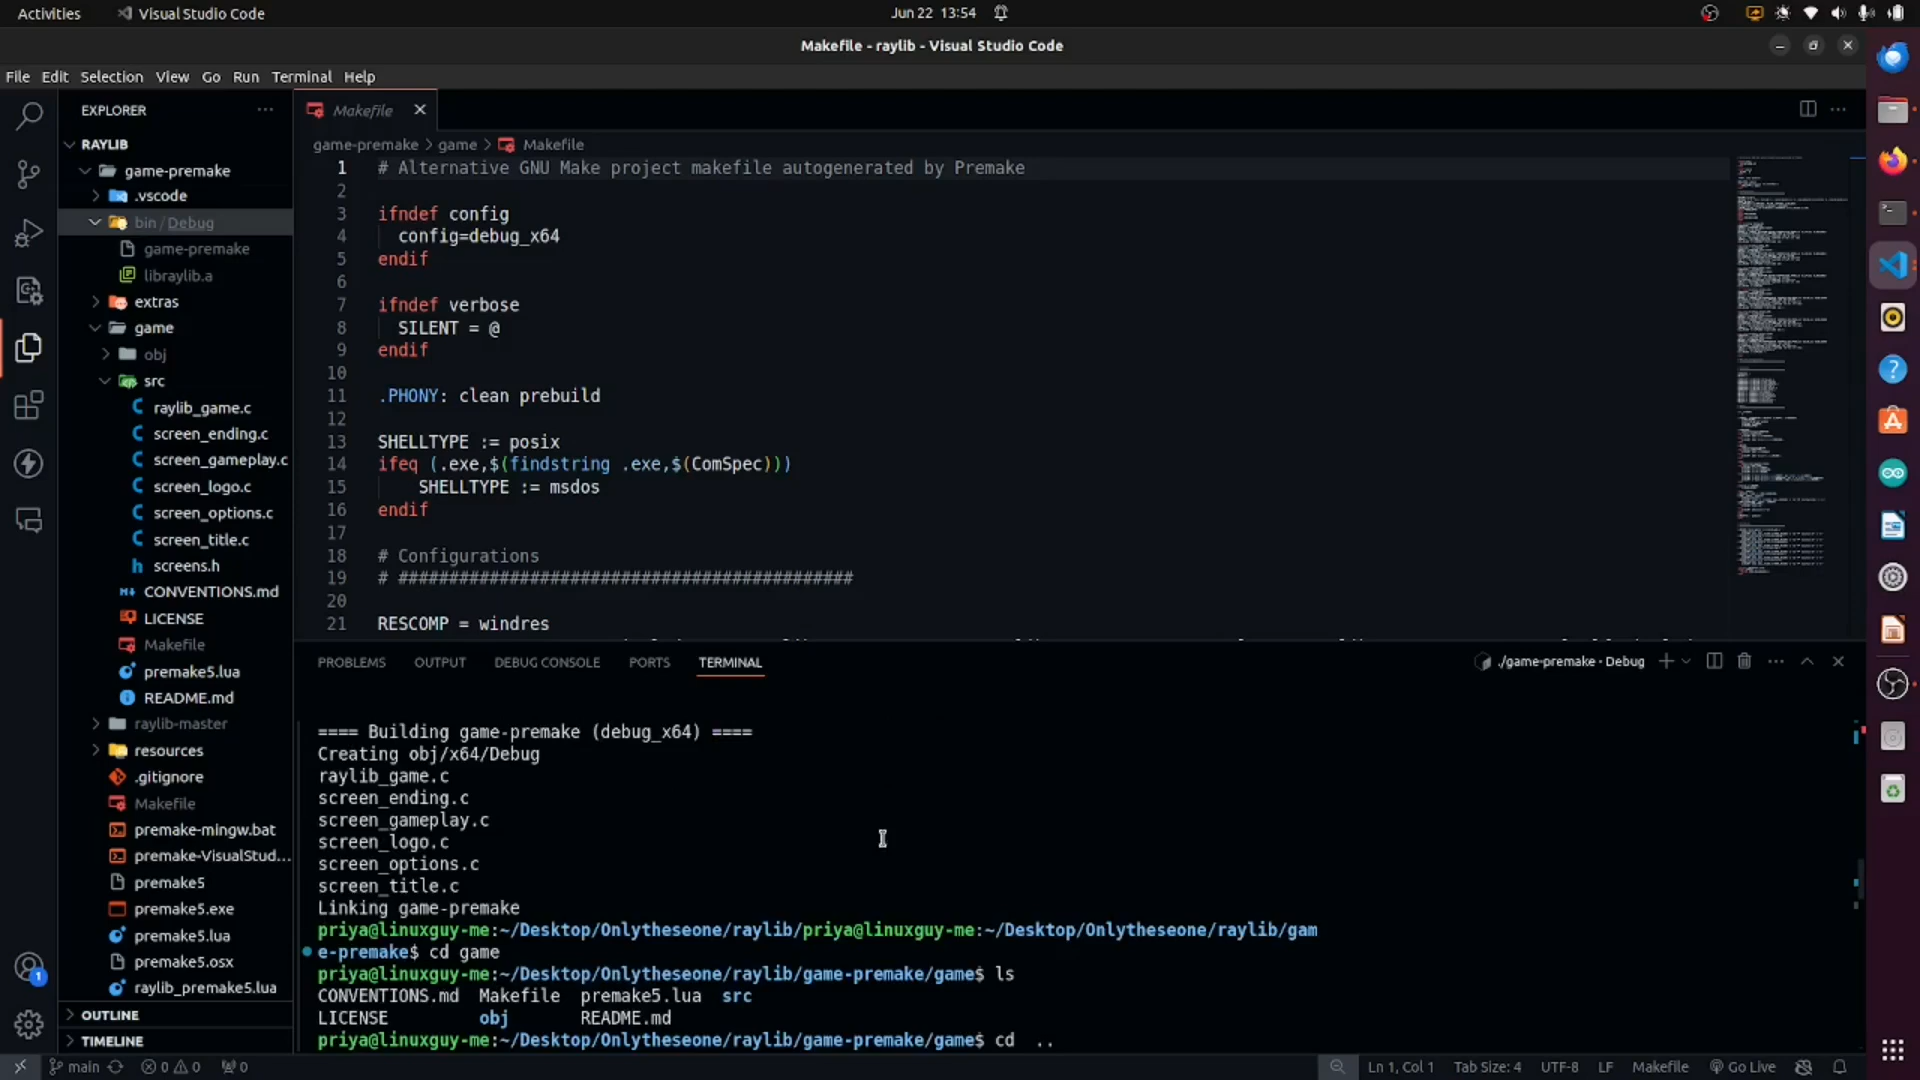 Activities
Visual Studio Code
Jun 22 13:54
Makefile - raylib - Visual Studio Code
File Edit Selection View Go Run Terminal Help
EXPLORER
Makefile
RAYLIB
game-premake > game > Makefile
game-premake
.vscode
bin / Debug
game-premake
libraylib.a
extras
game
obj
src
raylib_game.c
screen_ending.c
screen_gameplay.c
screen_logo.c
screen_options.c
screen_title.c
screens.h
CONVENTIONS.md
LICENSE
Makefile
premake5.lua
README.md
raylib-master
resources
.gitignore
Makefile
premake-mingw.bat
premake-VisualStud...
premake5
premake5.exe
premake5.lua
premake5.osx
raylib_premake5.lua
OUTLINE
TIMELINE
1 # Alternative GNU Make project makefile autogenerated by Premake
2
3 ifndef config
4 config=debug_x64
5 endif
6
7 ifndef verbose
8 SILENT = @
9 endif
10
11 .PHONY: clean prebuild
12
13 SHELLTYPE := posix
14 ifeq (.exe,$(findstring .exe,$(ComSpec)))
15 SHELLTYPE := msdos
16 endif
17
18 # Configurations
19 # #############################################
20
21 RESCOMP = windres
PROBLEMS OUTPUT DEBUG CONSOLE PORTS TERMINAL
./game-premake - Debug
==== Building game-premake (debug_x64) ====
Creating obj/x64/Debug
raylib_game.c
screen_ending.c
screen_gameplay.c
screen_logo.c
screen_options.c
screen_title.c
Linking game-premake
priya@linuxguy-me:~/Desktop/Onlytheseone/raylib/priya@linuxguy-me:~/Desktop/Onlytheseone/raylib/gam
e-premake$ cd game
priya@linuxguy-me:~/Desktop/Onlytheseone/raylib/game-premake/game$ ls
CONVENTIONS.md Makefile premake5.lua src
LICENSE obj README.md
priya@linuxguy-me:~/Desktop/Onlytheseone/raylib/game-premake/game$ cd ..
1
main 0 0 0
Ln 1, Col 1 Tab Size: 4 UTF-8 LF Makefile Go Live